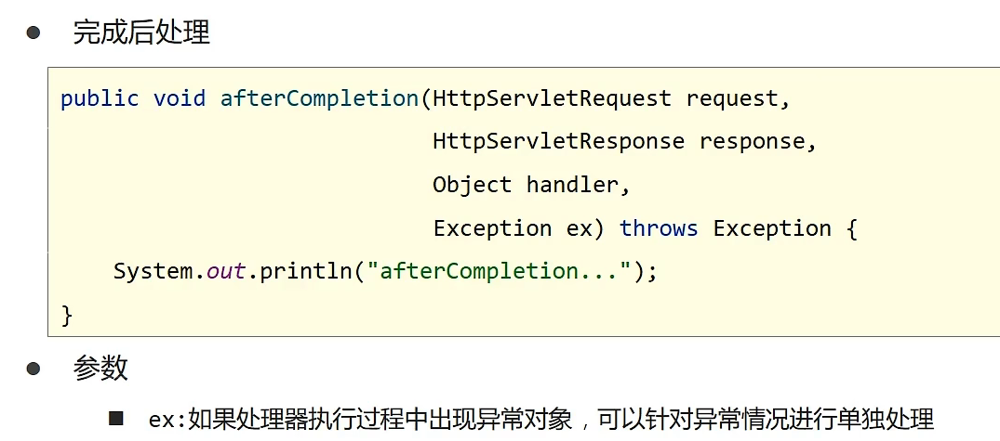 ● 完成后处理
public void afterCompletion(HttpServletRequest request,
HttpServletResponse response,
Object handler,
Exception ex) throws Exception {
System.out.println("afterCompletion...");
}
● 参数
■ ex:如果处理器执行过程中出现异常对象，可以针对异常情况进行单独处理